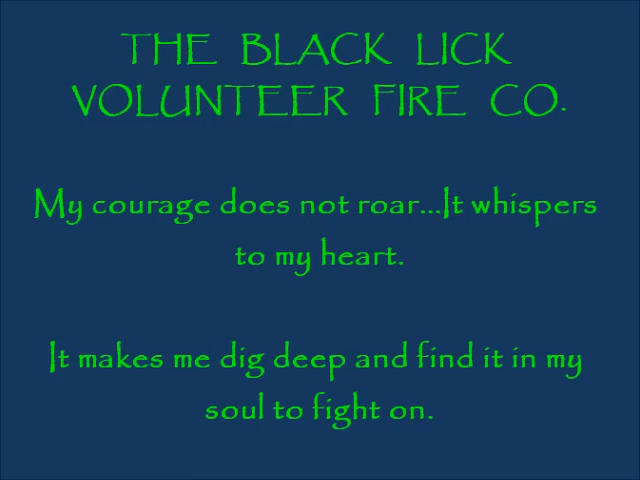 THE BLACK LICK
VOLUNTEER FIRE CO.
My courage does not roar...It whispers
to my heart.
It makes me dig deep and find it in my
soul to fight on.